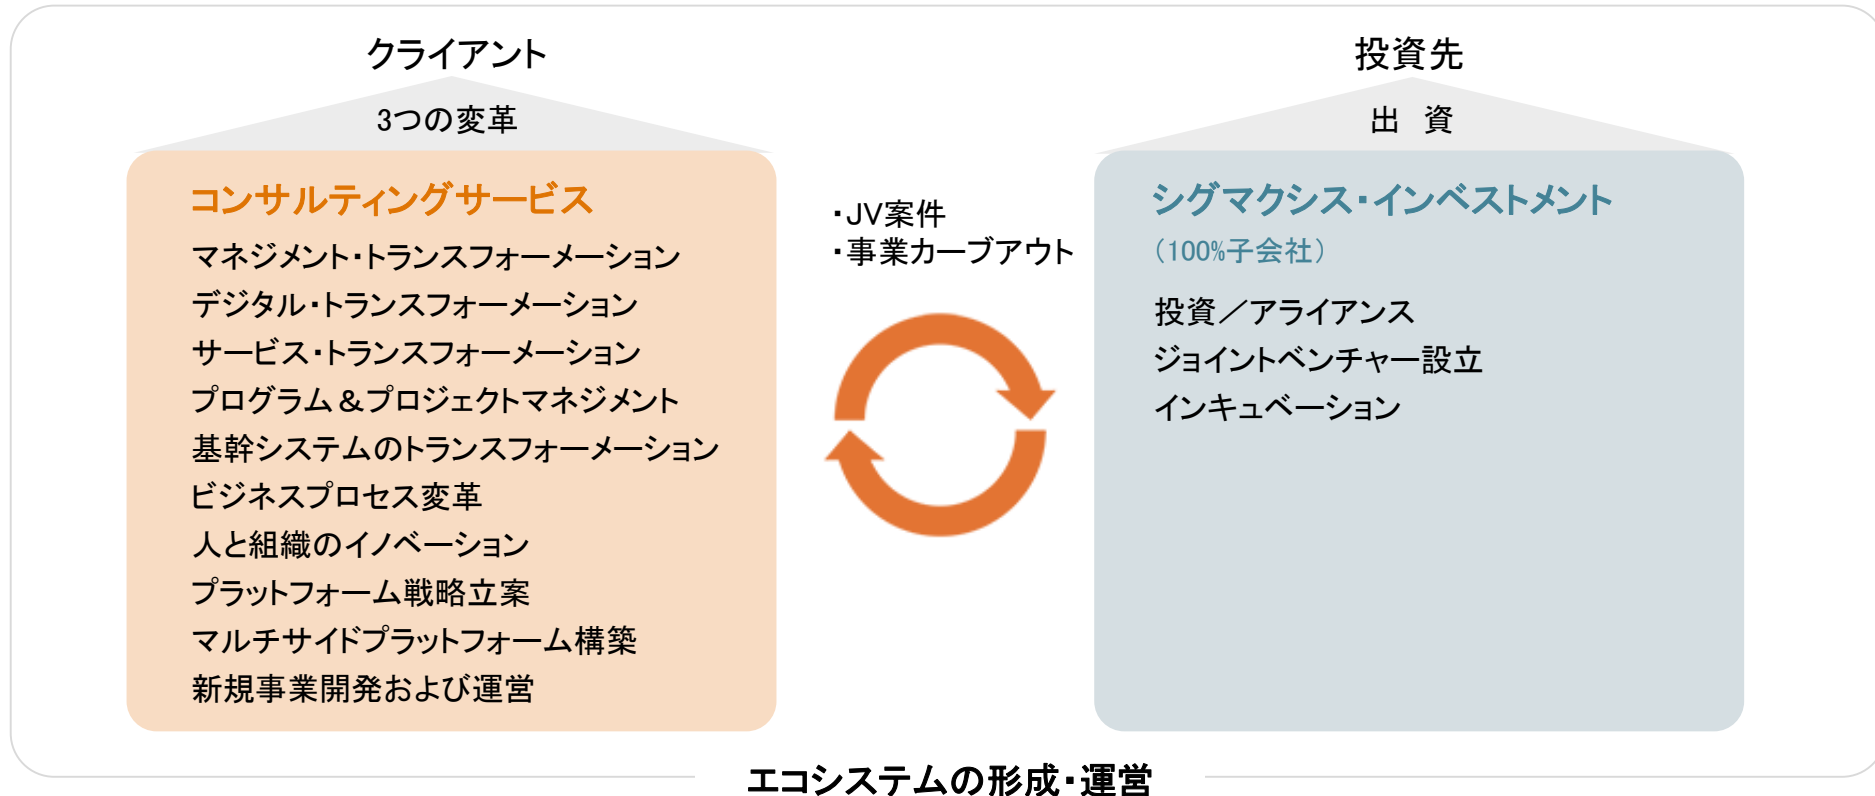 クライアント
3つの変革
コンサルティングサービス
マネジメント・トランスフォーメーション
デジタル・トランスフォーメーション
サービス・トランスフォーメーション
プログラム＆プロジェクトマネジメント
基幹システムのトランスフォーメーション
ビジネスプロセス変革
人と組織のイノベーション
プラットフォーム戦略立案
マルチサイドプラットフォーム構築
新規事業開発および運営
・JV案件
・事業カーブアウト
投資先
出　資
シグマクシス・インベストメント
（100%子会社）
投資／アライアンス
ジョイントベンチャー設立
インキュベーション
エコシステムの形成・運営